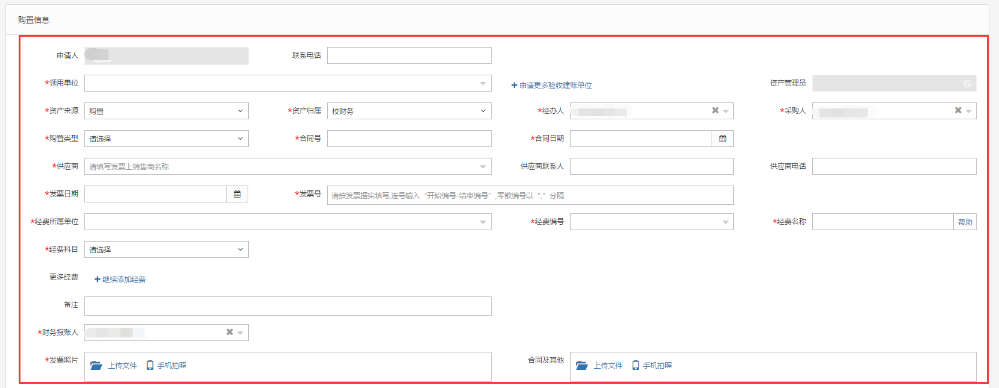 购置信息
申请人 联系电话
*领用单位 申请更多验收建账单位 资产管理员
*资产来源 购置 *资产归属 校财务 *经办人 *采购人
*购置类型 请选择 *合同号 *合同日期
*供应商 请填写发票上销售商名称 供应商联系人 供应商电话
*发票日期 *发票号 请按发票据实填写,连号输入“开始编号-结束编号”,零散编号以“,”分隔
*经费所属单位 *经费编号 *经费名称 帮助
*经费科目 请选择
更多经费 继续添加经费
备注
*财务报账人
*发票照片 上传文件 手机拍照 合同及其他 上传文件 手机拍照